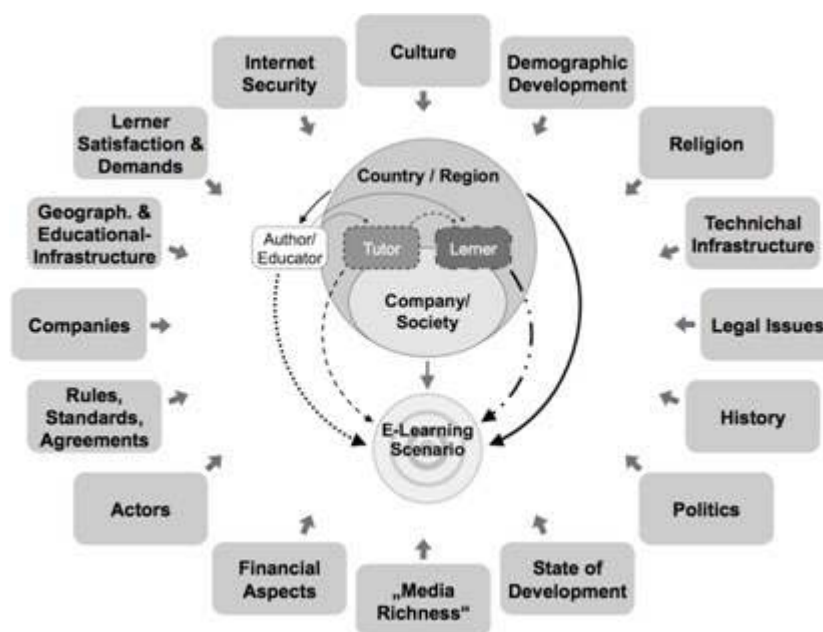 Culture
Internet
Security
Demographic
Development
Lerner
Satisfaction &
Demands
Religion
Country / Region
Geograph. &
Educational-
Infrastructure
Author/
Educator
Tutor
Lerner
Technichal
Infrastructure
Companies
Company/
Society
Legal Issues
Rules,
Standards,
Agreements
E-Learning
Scenario
History
Actors
Politics
Financial
Aspects
„Media
Richness“
State of
Development